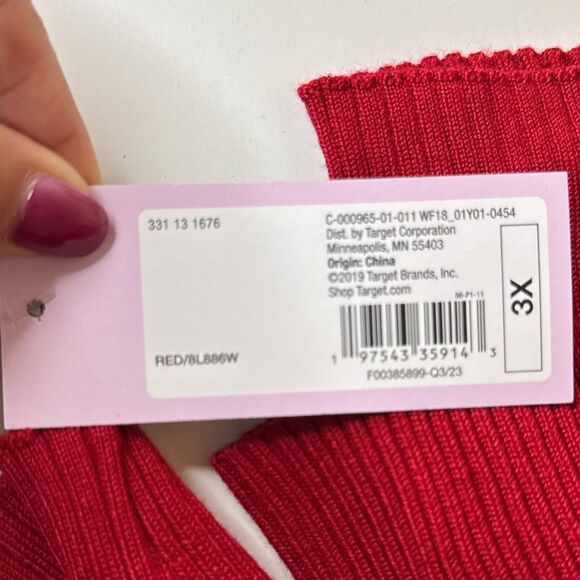 331 13 1676
C-000965-01-011 WF18_01Y01-0454
Dist. by Target Corporation
Minneapolis, MN 55403
Origin: China
©2019 Target Brands, Inc.
Shop Target.com
96-P1-11
3X
RED/8L886W
1 97543 35914 3
F00385899-Q3/23